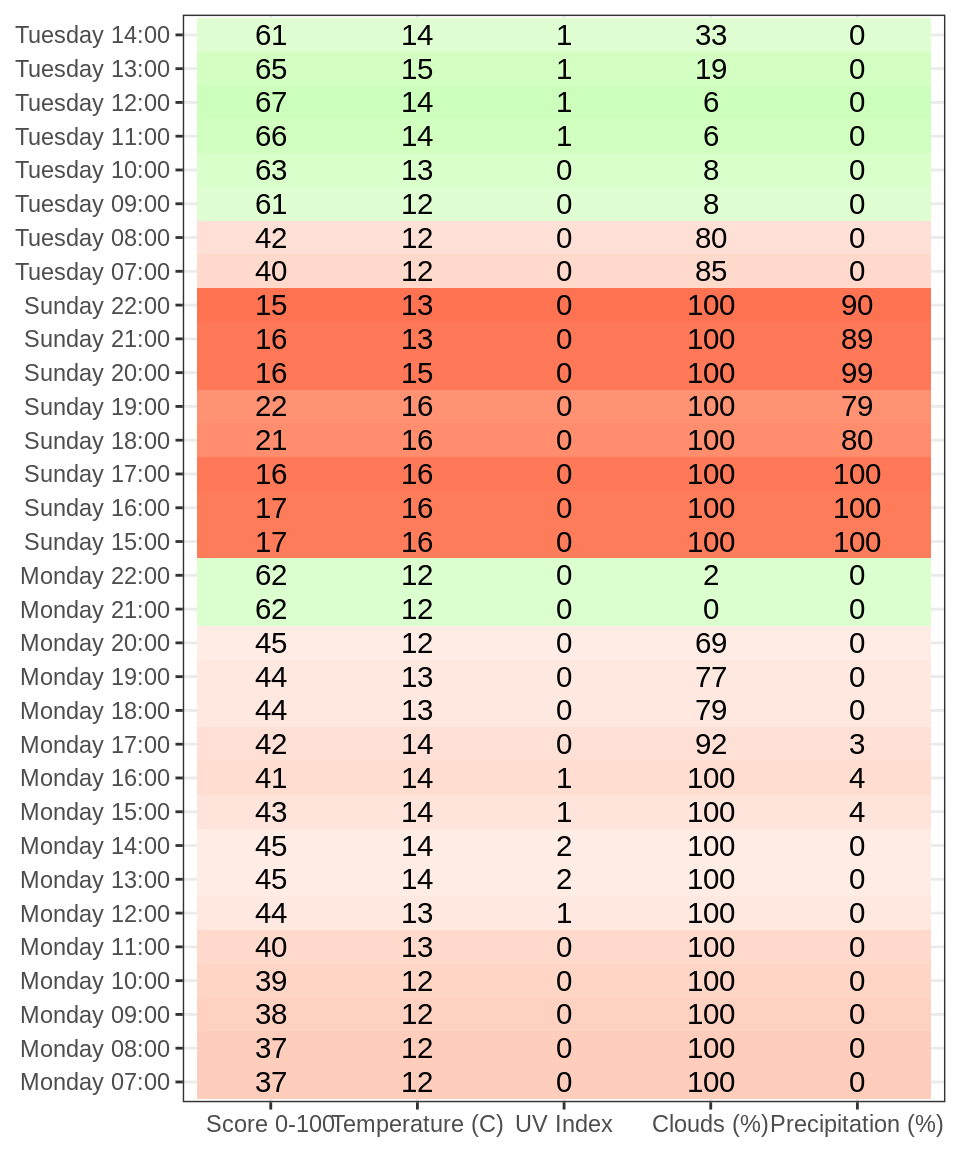 Tuesday 14:00 61 14 1 33 0
Tuesday 13:00 65 15 1 19 0
Tuesday 12:00 67 14 1 6 0
Tuesday 11:00 66 14 1 6 0
Tuesday 10:00 63 13 0 8 0
Tuesday 09:00 61 12 0 8 0
Tuesday 08:00 42 12 0 80 0
Tuesday 07:00 40 12 0 85 0
Sunday 22:00 15 13 0 100 90
Sunday 21:00 16 13 0 100 89
Sunday 20:00 16 15 0 100 99
Sunday 19:00 22 16 0 100 79
Sunday 18:00 21 16 0 100 80
Sunday 17:00 16 16 0 100 100
Sunday 16:00 17 16 0 100 100
Sunday 15:00 17 16 0 100 100
Monday 22:00 62 12 0 2 0
Monday 21:00 62 12 0 0 0
Monday 20:00 45 12 0 69 0
Monday 19:00 44 13 0 77 0
Monday 18:00 44 13 0 79 0
Monday 17:00 42 14 0 92 3
Monday 16:00 41 14 1 100 4
Monday 15:00 43 14 1 100 4
Monday 14:00 45 14 2 100 0
Monday 13:00 45 14 2 100 0
Monday 12:00 44 13 1 100 0
Monday 11:00 40 13 0 100 0
Monday 10:00 39 12 0 100 0
Monday 09:00 38 12 0 100 0
Monday 08:00 37 12 0 100 0
Monday 07:00 37 12 0 100 0
Score 0-100 Temperature (C) UV Index Clouds (%) Precipitation (%)